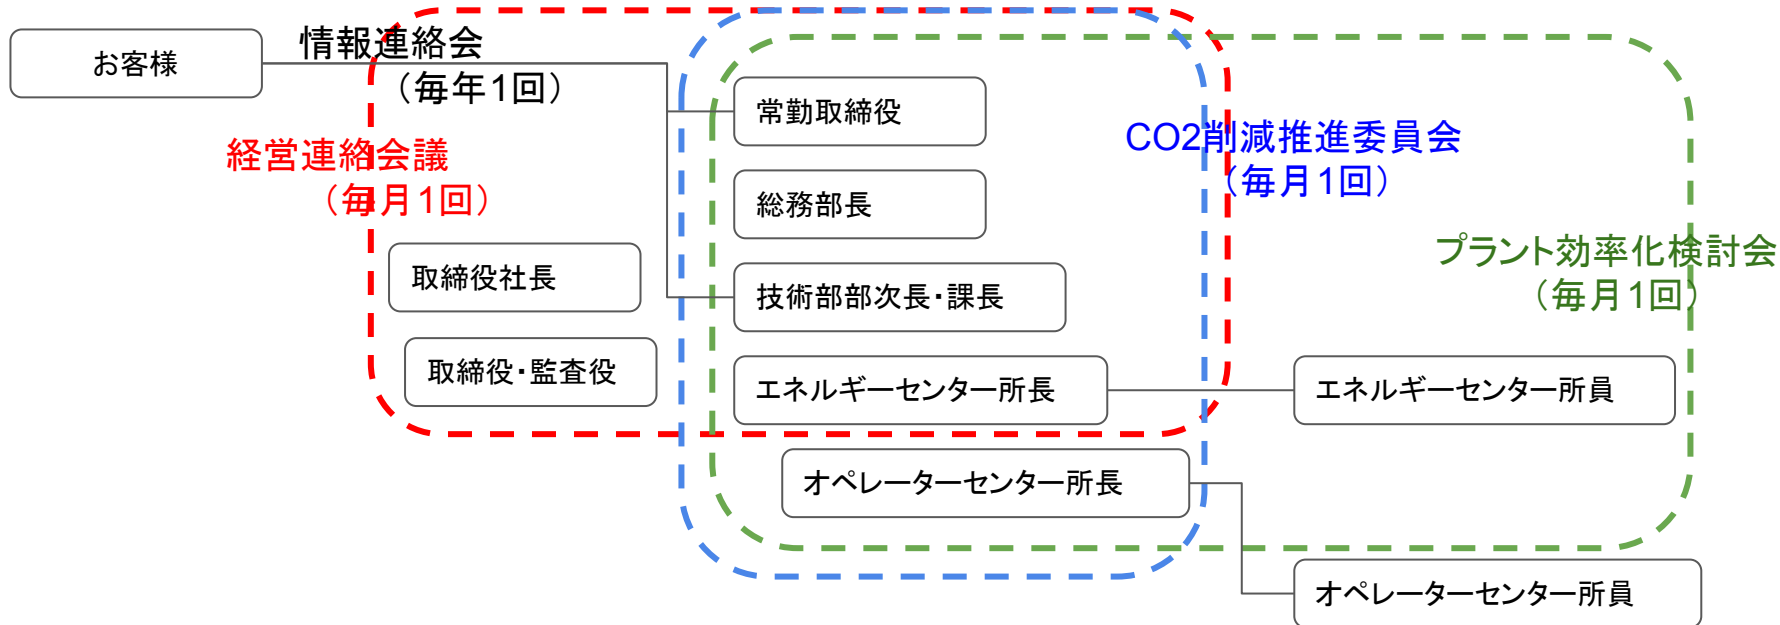 お客様
情報連絡会
（毎年1回）
常勤取締役
経営連絡会議
（毎月1回）
CO2削減推進委員会
（毎月1回）
総務部長
取締役社長
技術部部次長・課長
プラント効率化検討会
（毎月1回）
取締役・監査役
エネルギーセンター所長
エネルギーセンター所員
オペレーターセンター所長
オペレーターセンター所員